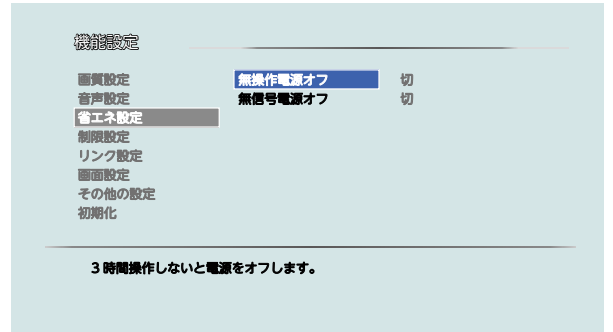 機能設定
画質設定
無操作電源オフ 切
音声設定
無信号電源オフ 切
省エネ設定
制限設定
リンク設定
画面設定
その他の設定
初期化
3時間操作しないと電源をオフします。